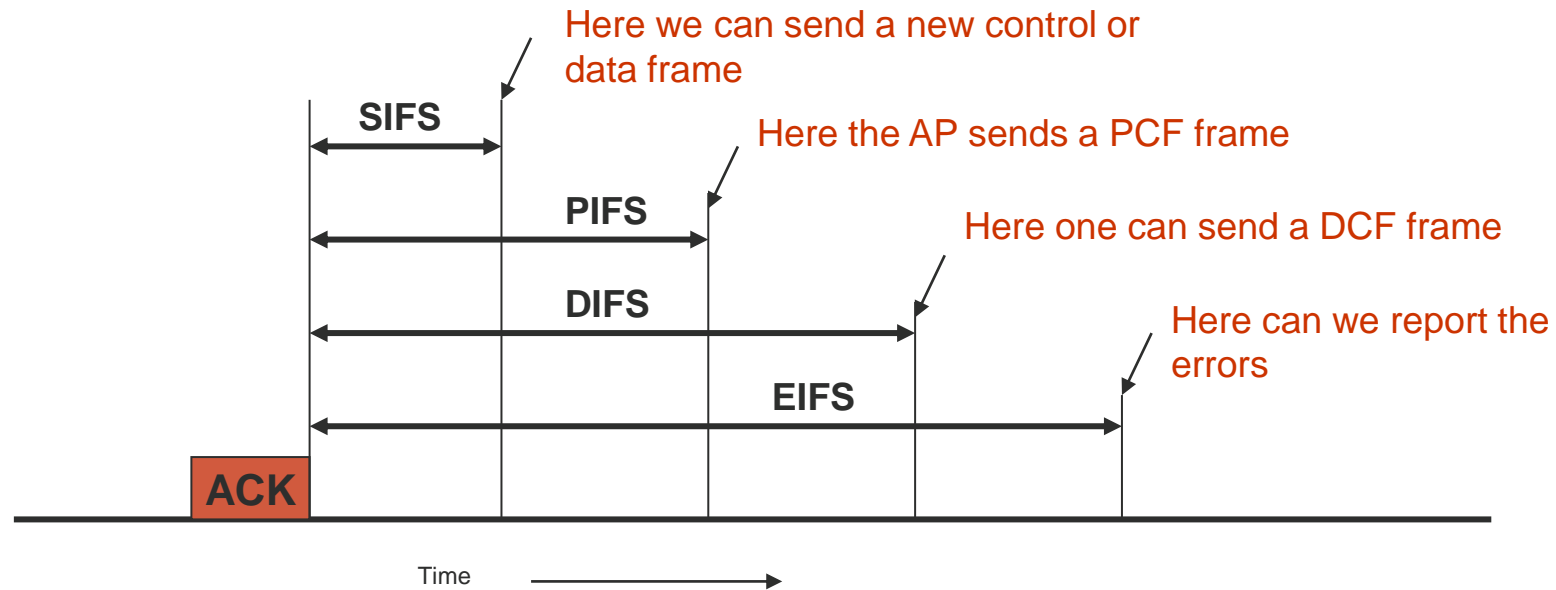 Here we can send a new control or
data frame
SIFS
Here the AP sends a PCF frame
PIFS
Here one can send a DCF frame
DIFS
Here can we report the
errors
EIFS
ACK
Time